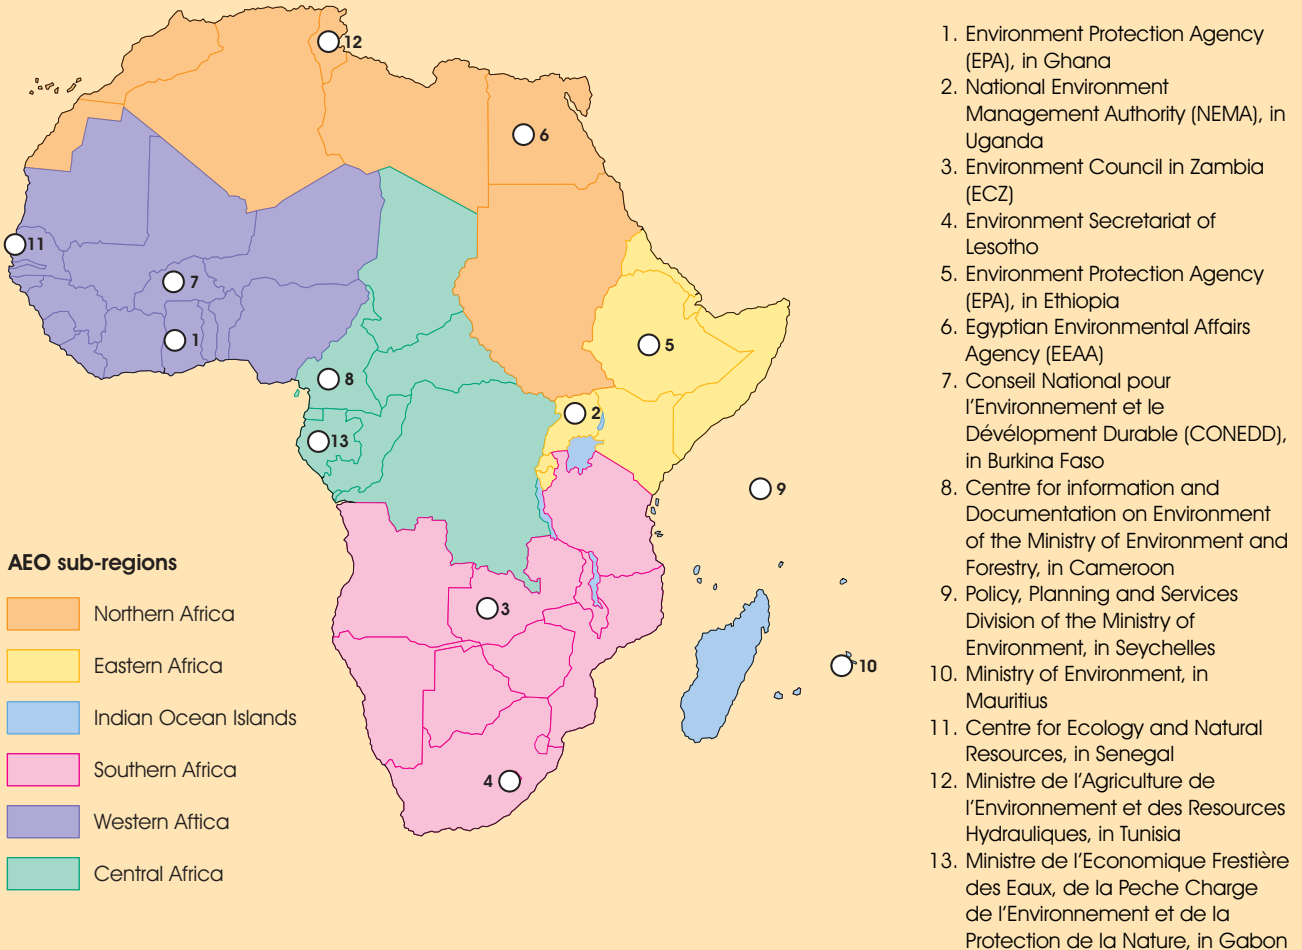 12
6
11
7
1
5
8
2
13
9
3
10
4
AEO sub-regions
Northern Africa
Eastern Africa
Indian Ocean Islands
Southern Africa
Western Aftica
Central Africa
1. Environment Protection Agency
(EPA), in Ghana
2. National Environment
Management Authority (NEMA), in
Uganda
3. Environment Council in Zambia
(ECZ)
4. Environment Secretariat of
Lesotho
5. Environment Protection Agency
(EPA), in Ethiopia
6. Egyptian Environmental Affairs
Agency (EEAA)
7. Conseil National pour
l'Environnement et le
Dévélopment Durable (CONEDD),
in Burkina Faso
8. Centre for information and
Documentation on Environment
of the Ministry of Environment and
Forestry, in Cameroon
9. Policy, Planning and Services
Division of the Ministry of
Environment, in Seychelles
10. Ministry of Environment, in
Mauritius
11. Centre for Ecology and Natural
Resources, in Senegal
12. Ministre de l'Agriculture de
l'Environnement et des Resources
Hydrauliques, in Tunisia
13. Ministre de l'Economique Frestière
des Eaux, de la Peche Charge
de l'Environnement et de la
Protection de la Nature, in Gabon